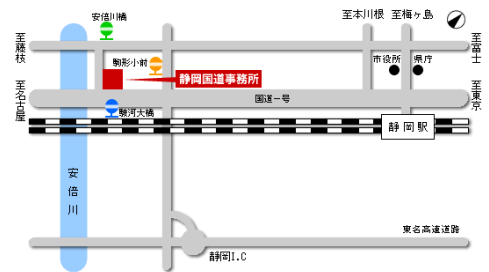 安倍川橋
至本川根
至梅ヶ島
至藤枝
駒形小前
市役所
県庁
至富士
静岡国道事務所
至名古屋
国道一号
至東京
駿河大橋
静岡駅
安倍川
東名高速道路
静岡I.C